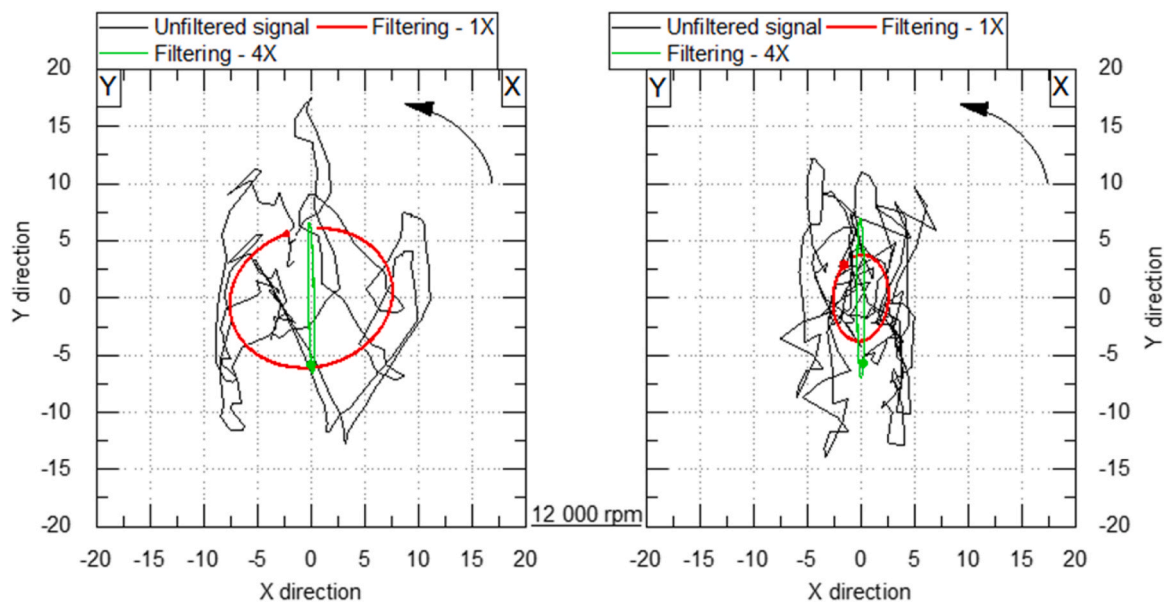 Unfiltered signal Filtering - 1X
Filtering - 4X
Unfiltered signal Filtering - 1X
Filtering - 4X
Y X
Y X
20
15
10
5
0
-5
-10
-15
-20
Y direction
-20 -15 -10 -5 0 5 10 15 20
X direction
12 000 rpm
20
15
10
5
0
-5
-10
-15
-20
Y direction
-20 -15 -10 -5 0 5 10 15 20
X direction